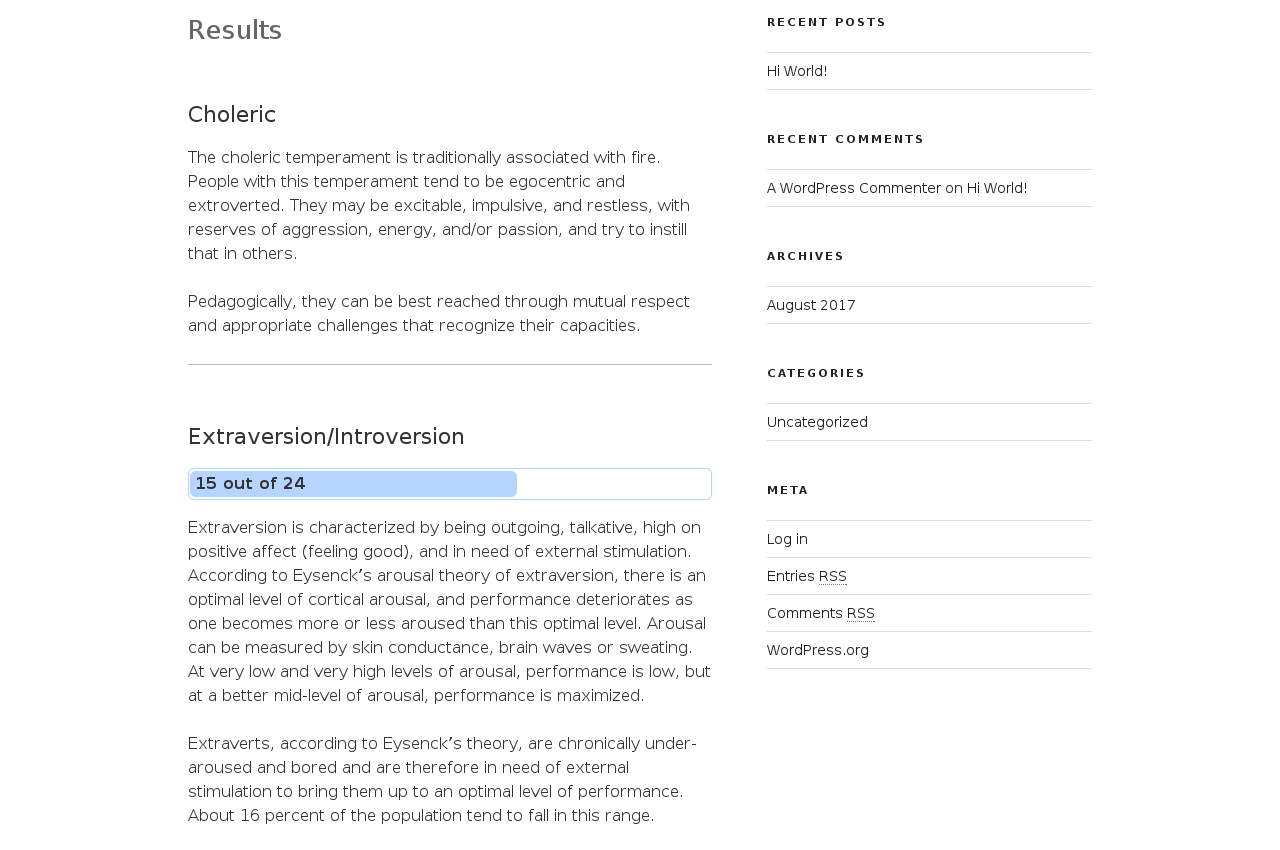 Results
Choleric
The choleric temperament is traditionally associated with fire.
People with this temperament tend to be egocentric and
extroverted. They may be excitable, impulsive, and restless, with
reserves of aggression, energy, and/or passion, and try to instill
that in others.
Pedagogically, they can be best reached through mutual respect
and appropriate challenges that recognize their capacities.
Extraversion/Introversion
15 out of 24
Extraversion is characterized by being outgoing, talkative, high on
positive affect (feeling good), and in need of external stimulation.
According to Eysenck’s arousal theory of extraversion, there is an
optimal level of cortical arousal, and performance deteriorates as
one becomes more or less aroused than this optimal level. Arousal
can be measured by skin conductance, brain waves or sweating.
At very low and very high levels of arousal, performance is low, but
at a better mid-level of arousal, performance is maximized.
Extraverts, according to Eysenck’s theory, are chronically under-
aroused and bored and are therefore in need of external
stimulation to bring them up to an optimal level of performance.
About 16 percent of the population tend to fall in this range.
RECENT POSTS
Hi World!
RECENT COMMENTS
A WordPress Commenter on Hi World!
ARCHIVES
August 2017
CATEGORIES
Uncategorized
META
Log in
Entries RSS
Comments RSS
WordPress.org